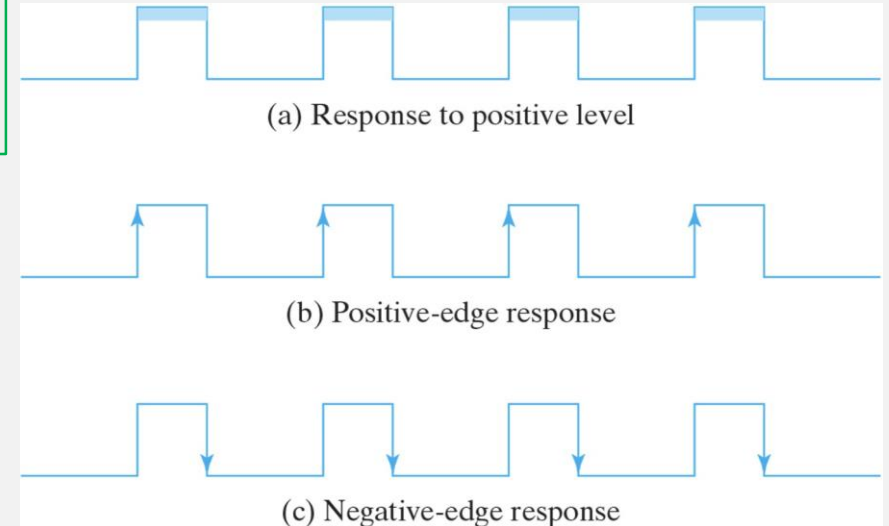 (a) Response to positive level
(b) Positive-edge response
(c) Negative-edge response